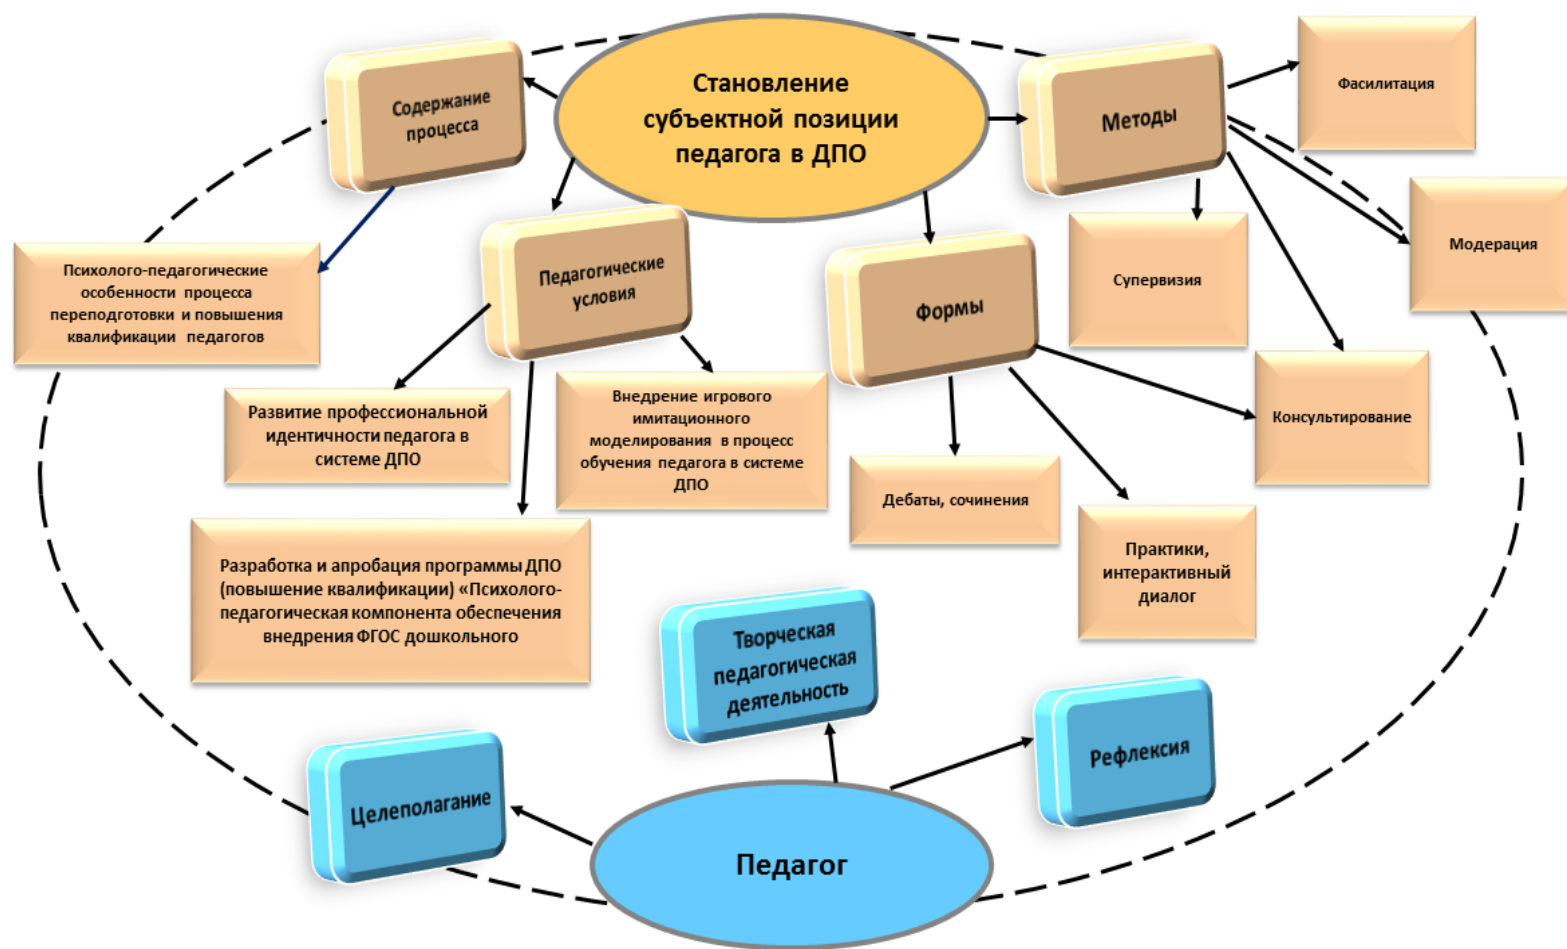 Становление
субъектной позиции
педагога в ДПО
Содержание
процесса
Методы
Фасилитация
Модерация
Супервизия
Консультирование
Психолого-педагогические
особенности процесса
переподготовки и повышения
квалификации педагогов
Педагогические
условия
Формы
Развитие профессиональной
идентичности педагога в
системе ДПО
Внедрение игрового
имитационного
моделирования в процесс
обучения педагога в системе
ДПО
Дебаты, сочинения
Практики,
интерактивный
диалог
Разработка и апробация программы ДПО
(повышение квалификации) «Психолого-
педагогическая компонента обеспечения
внедрения ФГОС дошкольного
Творческая
педагогическая
деятельность
Рефлексия
Целеполагание
Педагог